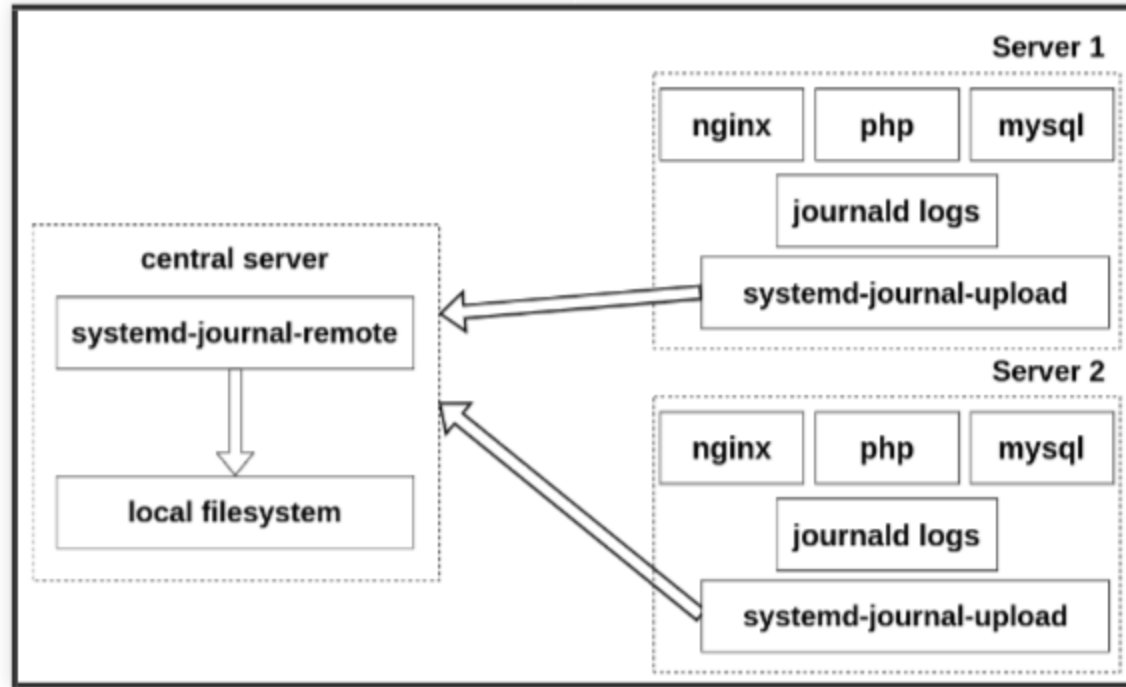 Server 1
nginx php mysql
journald logs
systemd-journal-upload
central server
systemd-journal-remote
local filesystem
Server 2
nginx php mysql
journald logs
systemd-journal-upload